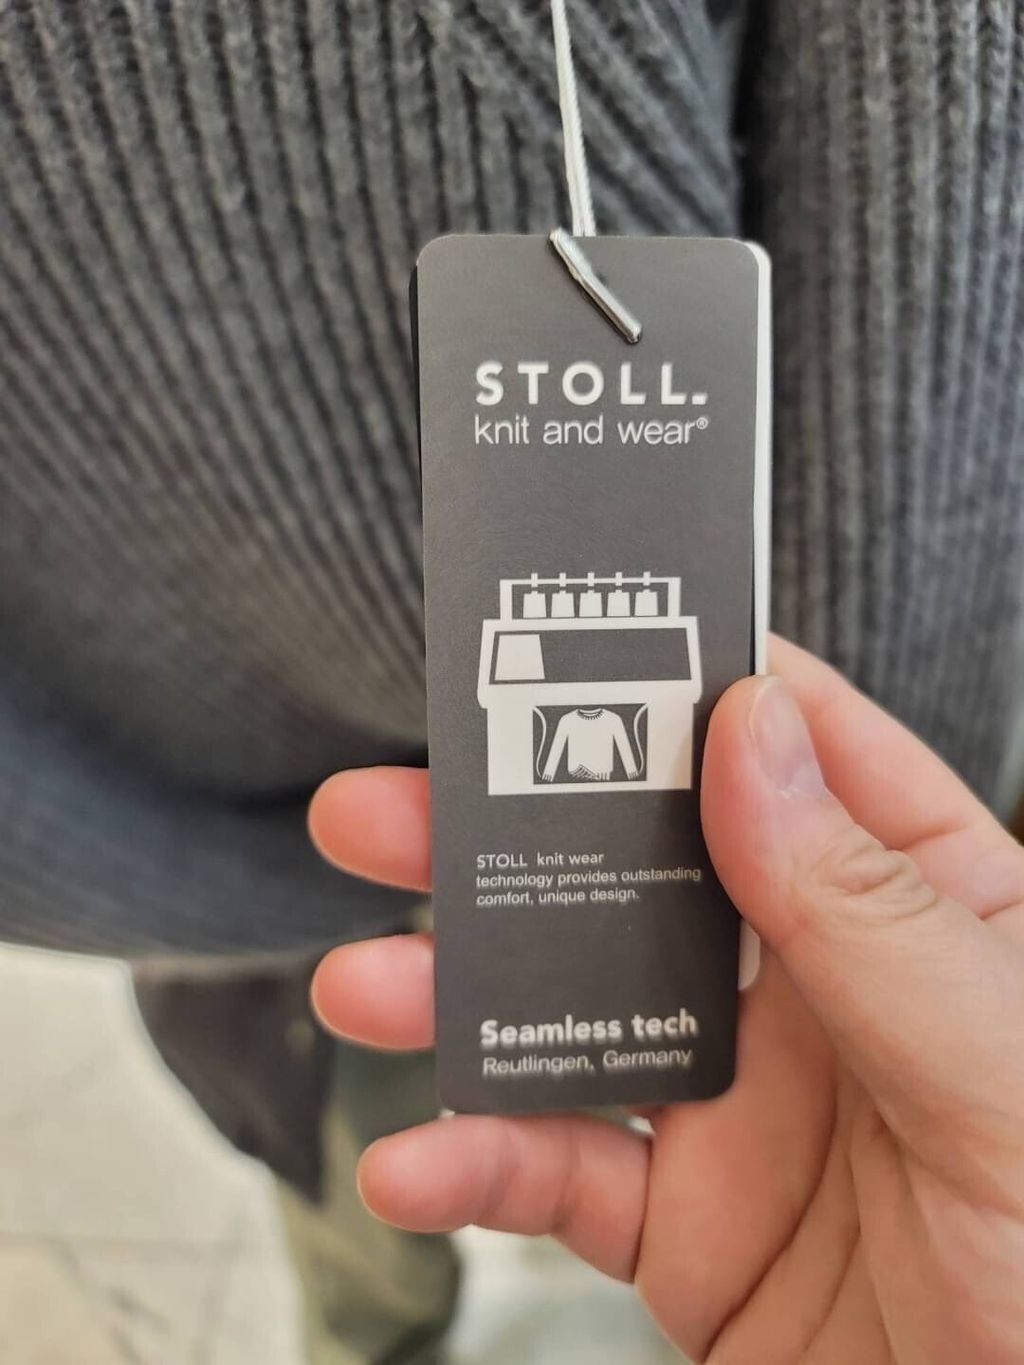 STOLL.
knit and wear®
STOLL knit wear
technology provides outstanding
comfort, unique design.
Seamless tech
Reutlingen, Germany